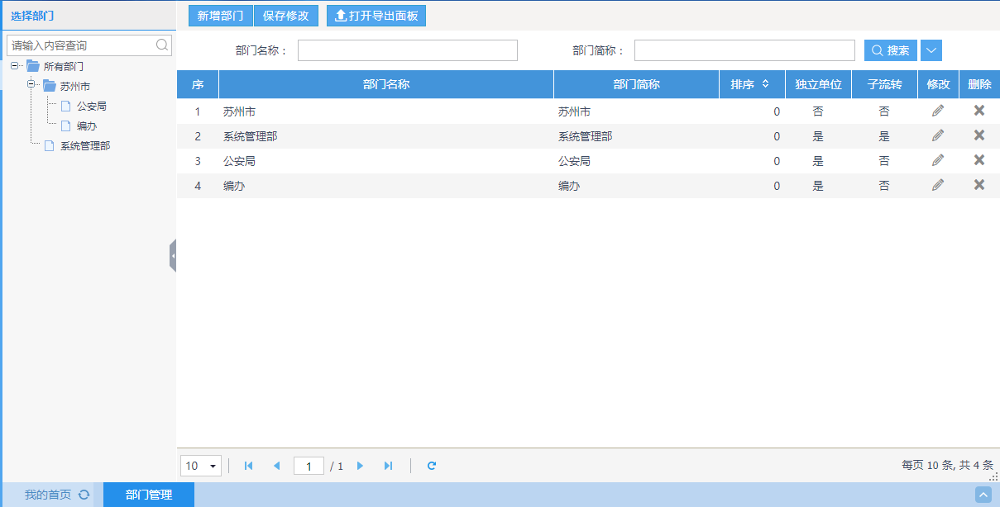 选择部门
请输入内容查询
所有部门
苏州市
公安局
编办
系统管理部
新增部门 保存修改 打开导出面板
部门名称： 部门简称： 搜索
序 部门名称 部门简称 排序 独立单位 子流转 修改 删除
1 苏州市 苏州市 0 否 否
2 系统管理部 系统管理部 0 是 是
3 公安局 公安局 0 是 否
4 编办 编办 0 是 否
10 1 / 1 每页 10 条, 共 4 条
我的首页 部门管理